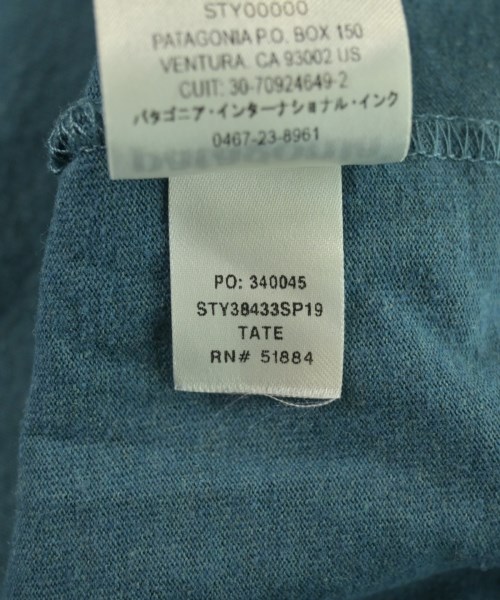 STY00000
PATAGONIA P.O. BOX 150
VENTURA, CA 93002 US
CUIT: 30-70924649-2
パタゴニア・インターナショナル・インク
0467-23-8961
PO: 340045
STY38433SP19
TATE
RN# 51884